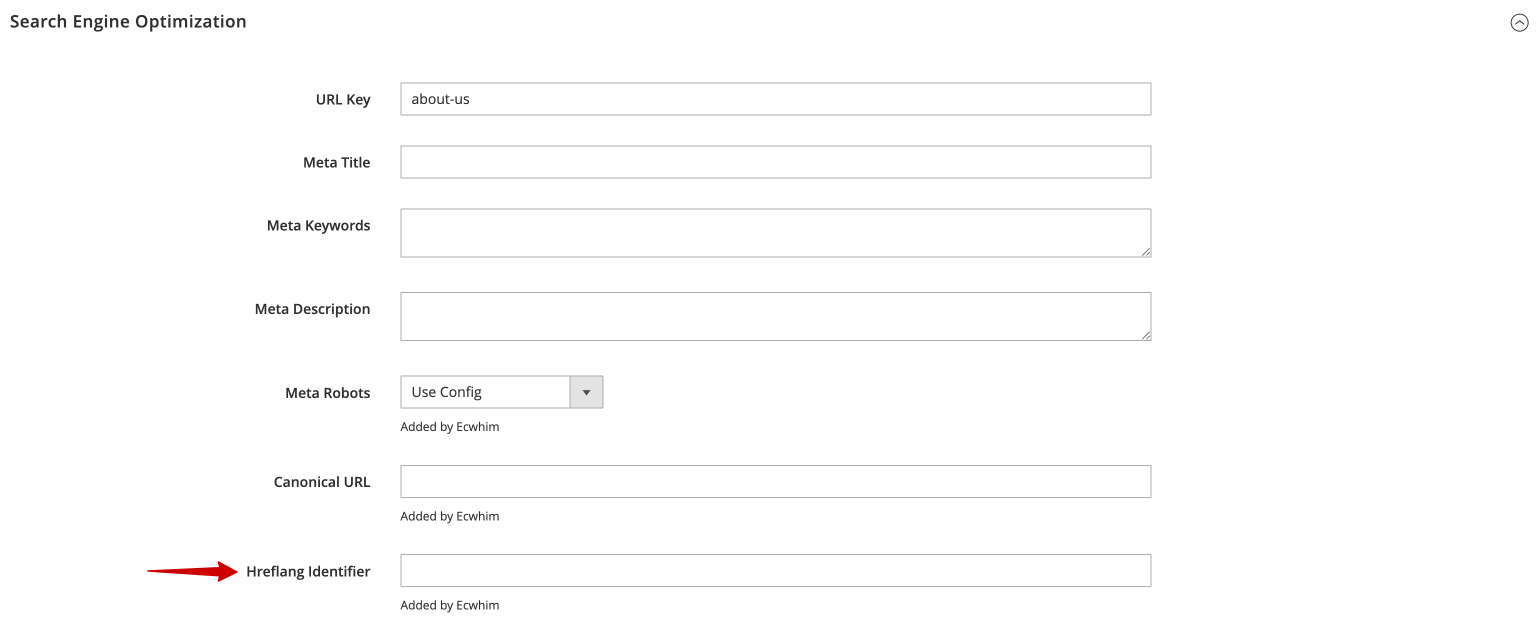 Search Engine Optimization
URL Key
about-us
Meta Title
Meta Keywords
Meta Description
Meta Robots
Use Config
Added by Ecwhim
Canonical URL
Added by Ecwhim
Hreflang Identifier
Added by Ecwhim